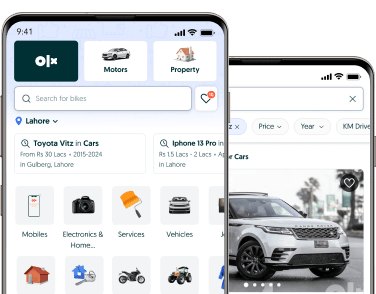 9:41
olx
Motors
Property
Search for bikes
Lahore
Toyota Vitz in Cars
From Rs 30 Lacs • 2015-2024
in Gulberg, Lahore
Iphone 13 Pro in
Rs 1.5 Lacs - 2 Lacs •
in Lahore
Mobiles
Electronics &
Home...
Services
Vehicles
Price
Year
KM Drive
or Cars